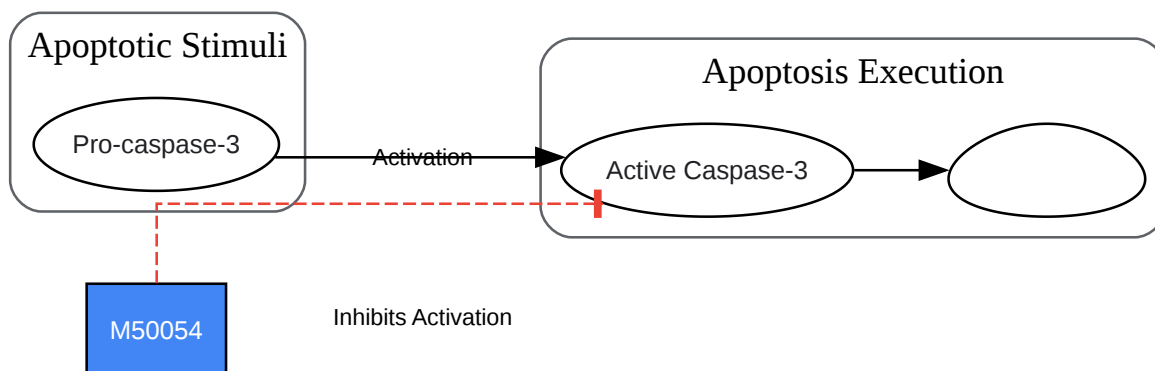 Apoptotic Stimuli
Apoptosis Execution
Pro-caspase-3
Activation
Active Caspase-3
M50054
Inhibits Activation